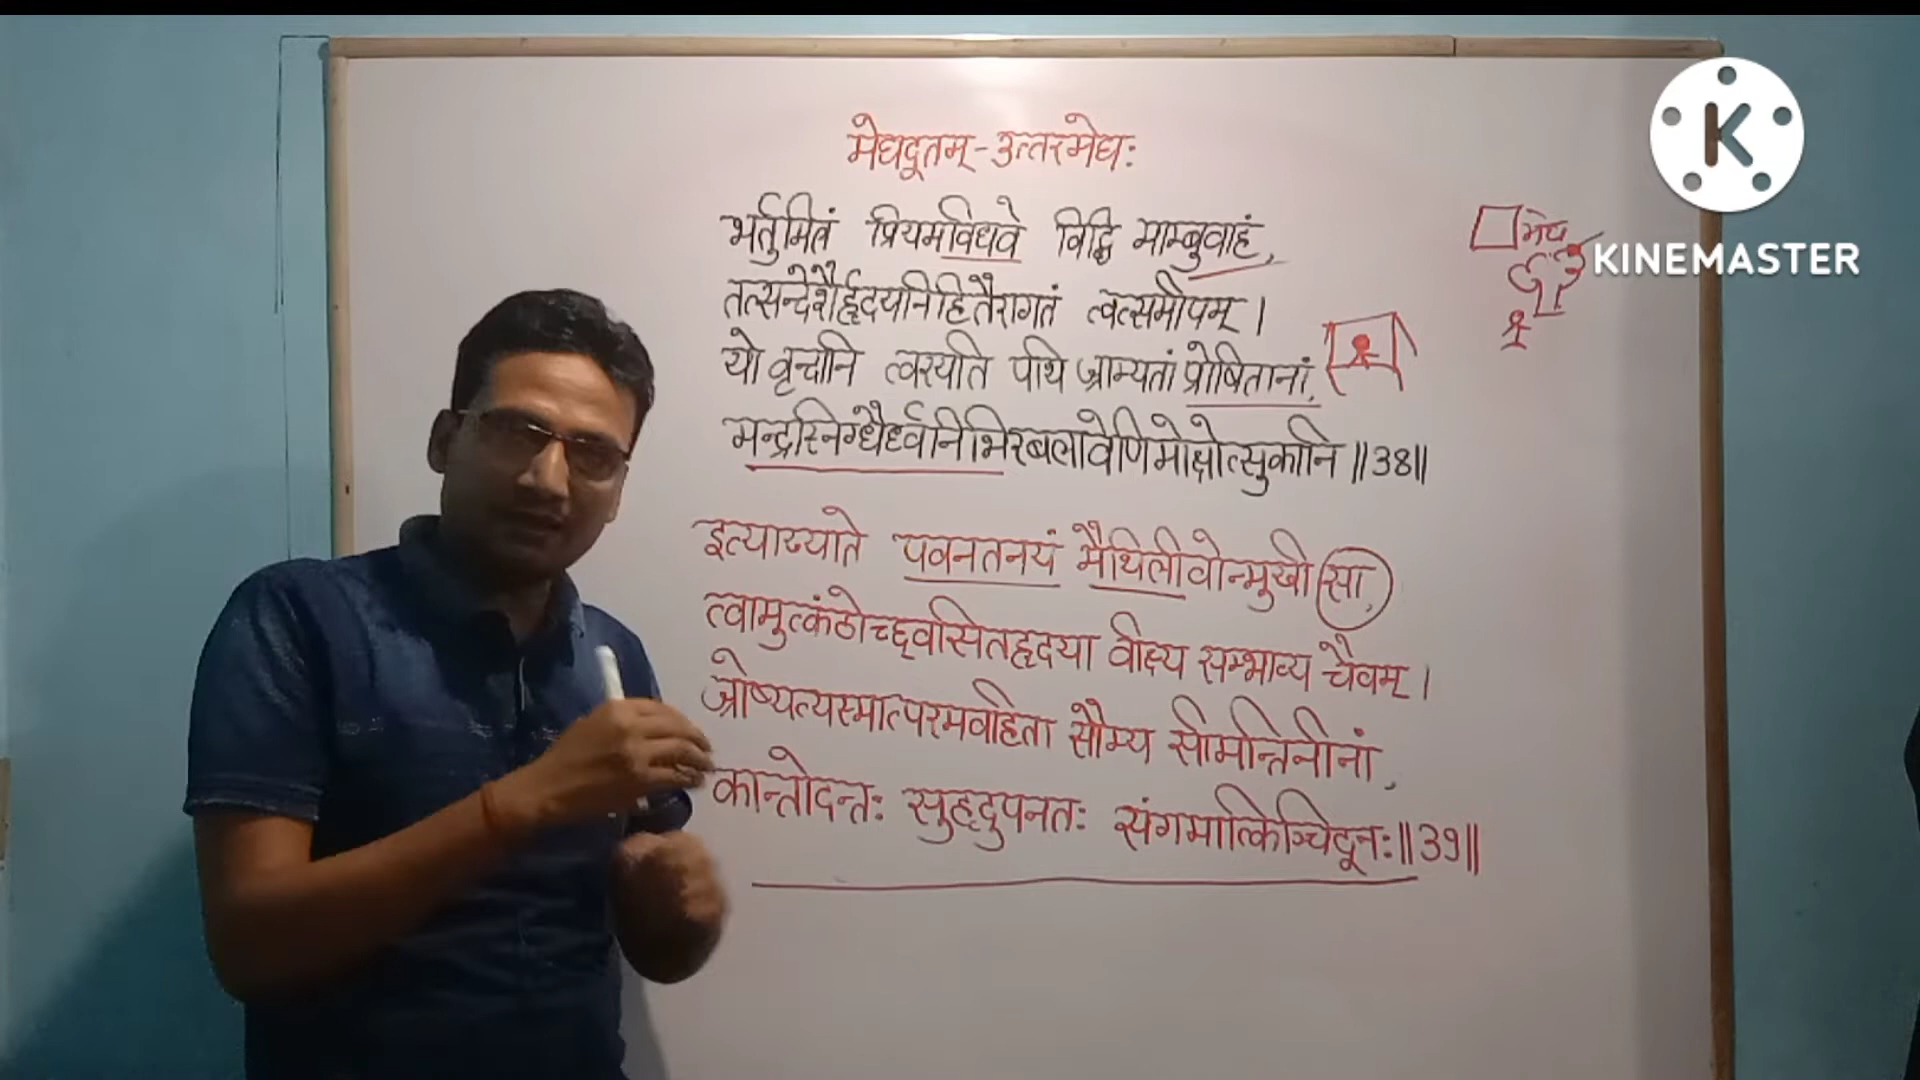 मेघदूतम् - उत्तरमेघः
भर्तुर्मित्रं प्रियमविधवे विद्धि माम्बुवाहं,
तत्सन्देशैर्हृदयनिहितैरागतं त्वत्समीपम् ।
यो वृन्दानि त्वरयति पथि श्राम्यतां प्रोषितानां,
मन्द्रस्निग्धैर्ध्वनिभिरबलावेणिमोक्षोत्सुकानि ॥38॥
इत्याख्याते पवनतनयं मैथिलीवोन्मुखी सा,
त्वामुत्कंठोच्छ्वसितहृदया वीक्ष्य सम्भाव्य चैवम् ।
श्रोष्यत्यस्मात्परमवहिता सौम्य सीमन्तिनीनां,
कान्तोदन्तः सुहृदुपनतः संगमात्किञ्चिदूनः॥39॥
मेघ
K
KINEMASTER